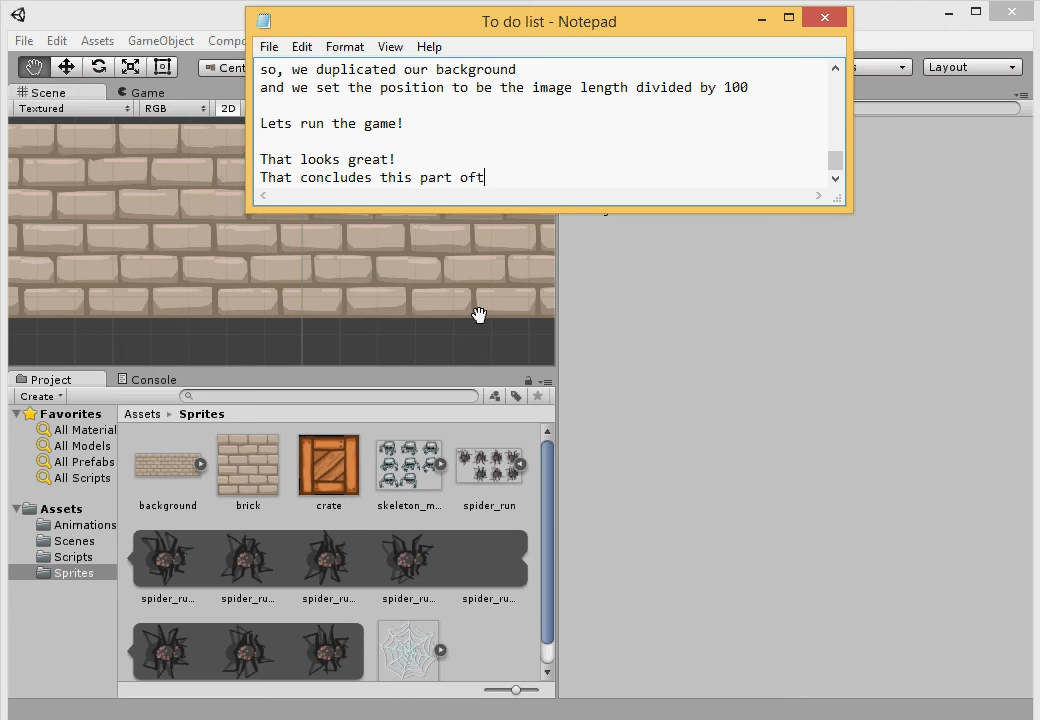 To do list - Notepad
File Edit Format View Help
so, we duplicated our background
and we set the position to be the image length divided by 100
Lets run the game!
That looks great!
That concludes this part oft
File Edit Assets GameObject Compo
Cent
Layout
Scene Game
Textured RGB 2D
Project Console
Create
Favorites
All Material
All Models
All Prefabs
All Scripts
Assets
Animations
Scenes
Scripts
Sprites
Assets Sprites
background brick crate skeleton_m... spider_run
spider_ru... spider_ru... spider_ru... spider_ru... spider_ru...